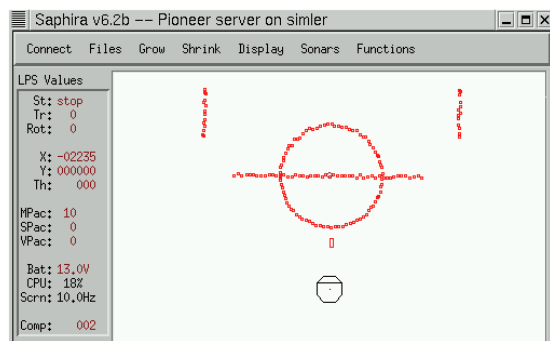 Saphira v6.2b -- Pioneer server on simler
Connect Files Grow Shrink Display Sonars Functions
LPS Values
St: stop
Tr: 0
Rot: 0
X: -02235
Y: 000000
Th: 000
MPac: 10
SPac: 0
VPac: 0
Bat: 13.0V
CPU: 18%
Scrn: 10.0Hz
Comp: 002